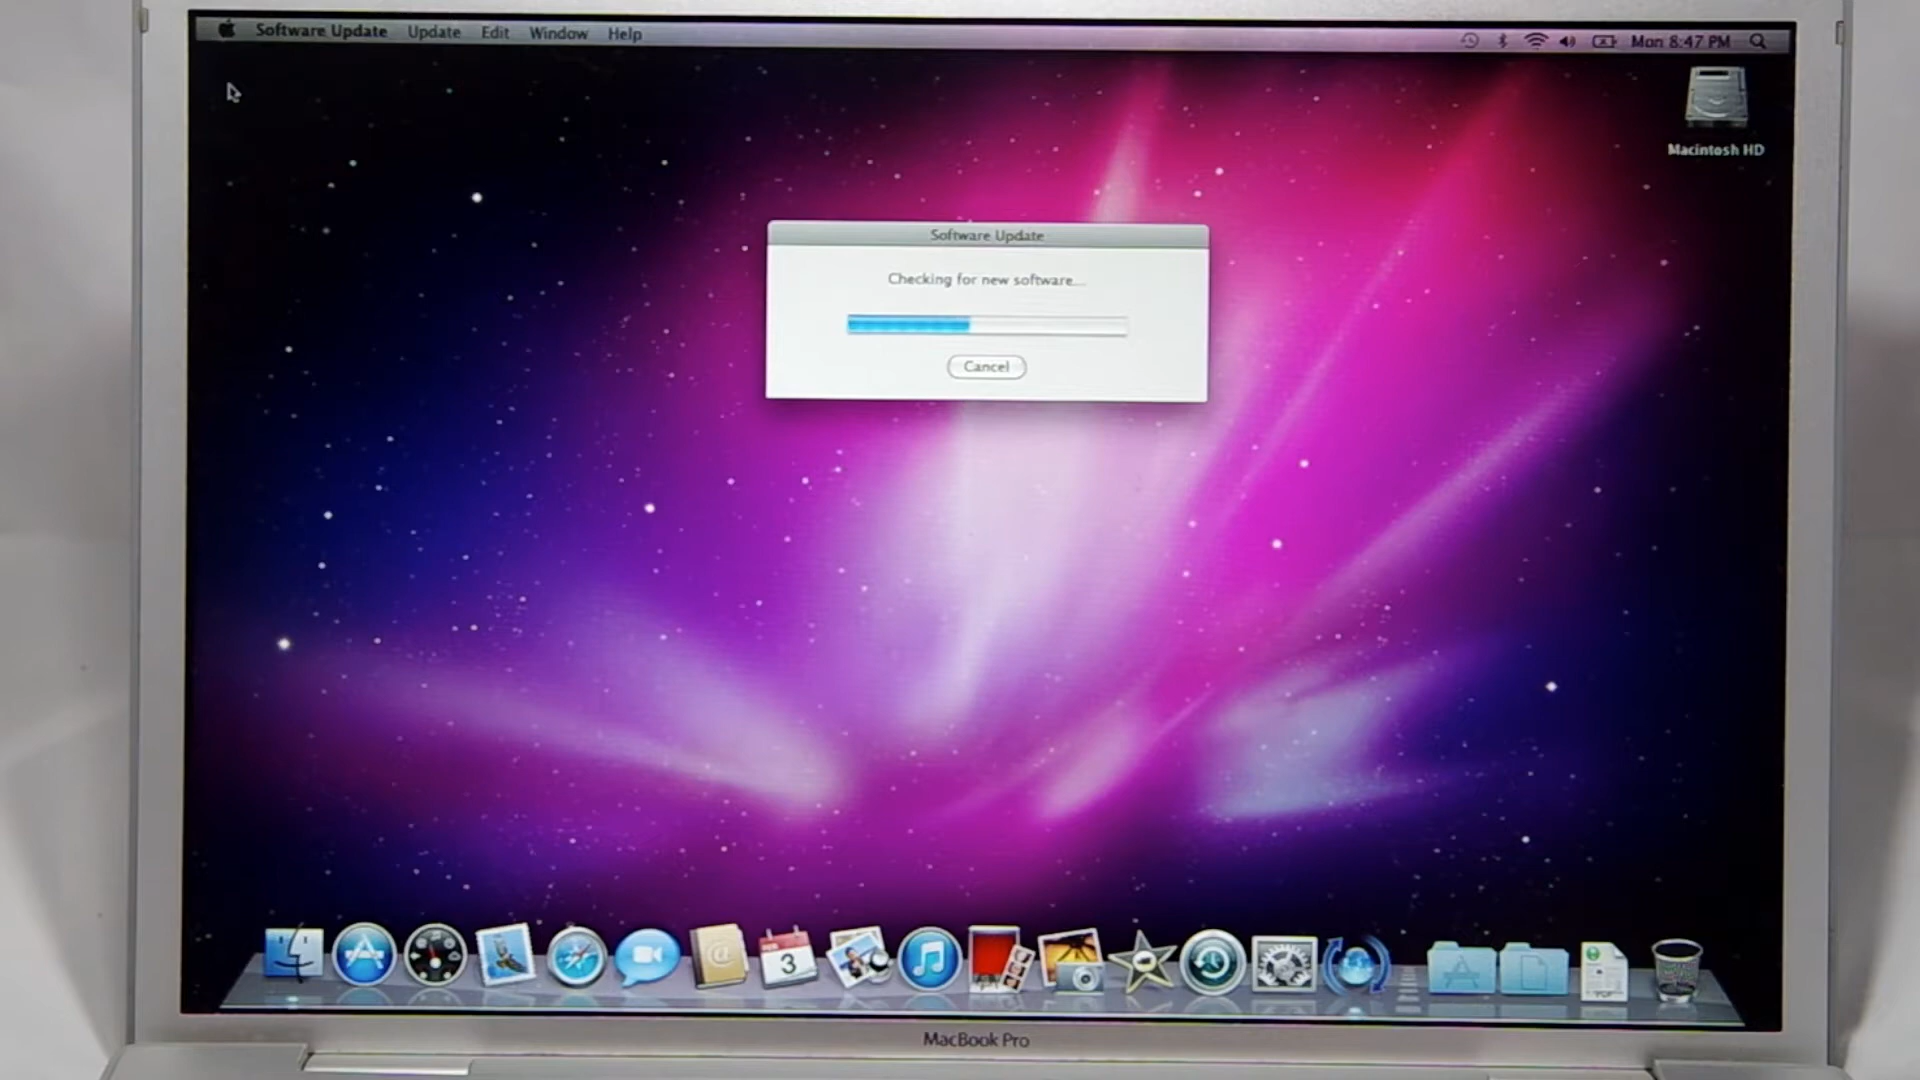 Software Update Update Edit Window Help
Mon 8:47 PM
Macintosh HD
Software Update
Checking for new software...
Cancel
3
PDF
MacBook Pro